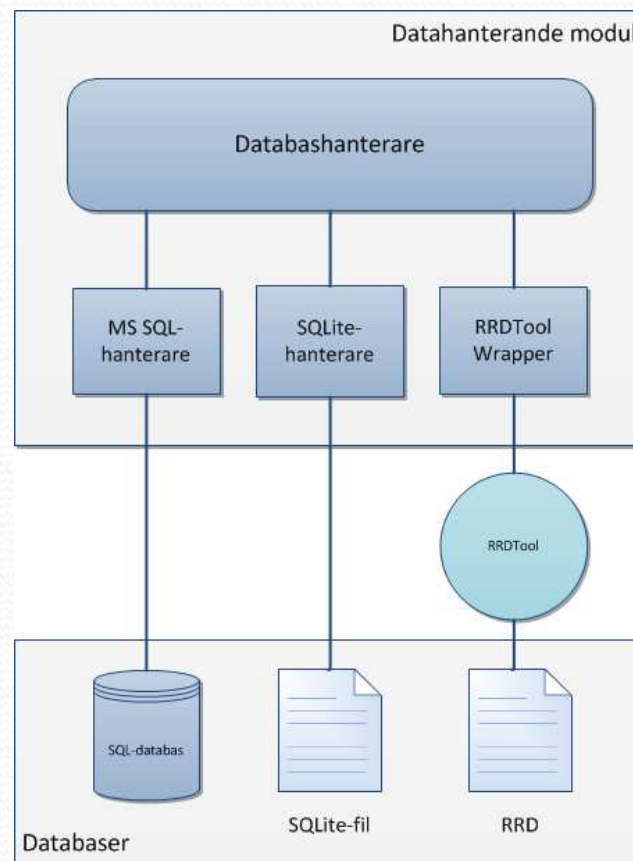 Datahanterande modul
Databashanterare
MS SQL-
hanterare
SQLite-
hanterare
RRDTool
Wrapper
RRDTool
SQL-databas
SQLite-fil
RRD
Databaser